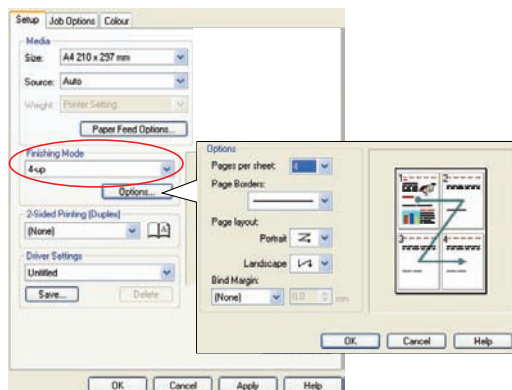 Setup Job Options Colour
Media
Size: A4 210 x 297 mm
Source: Auto
Weight: Printer Setting
Paper Feed Options...
Finishing Mode
4-up
Options...
2-Sided Printing (Duplex)
(None)
Driver Settings
Untitled
Save... Delete
OK Cancel Apply Help
Options
Pages per sheet: 4
Page Borders:
Page layout:
Portrait
Landscape
Bind Margin:
(None) 0.0 mm
1 2
3 4
OK Cancel Help